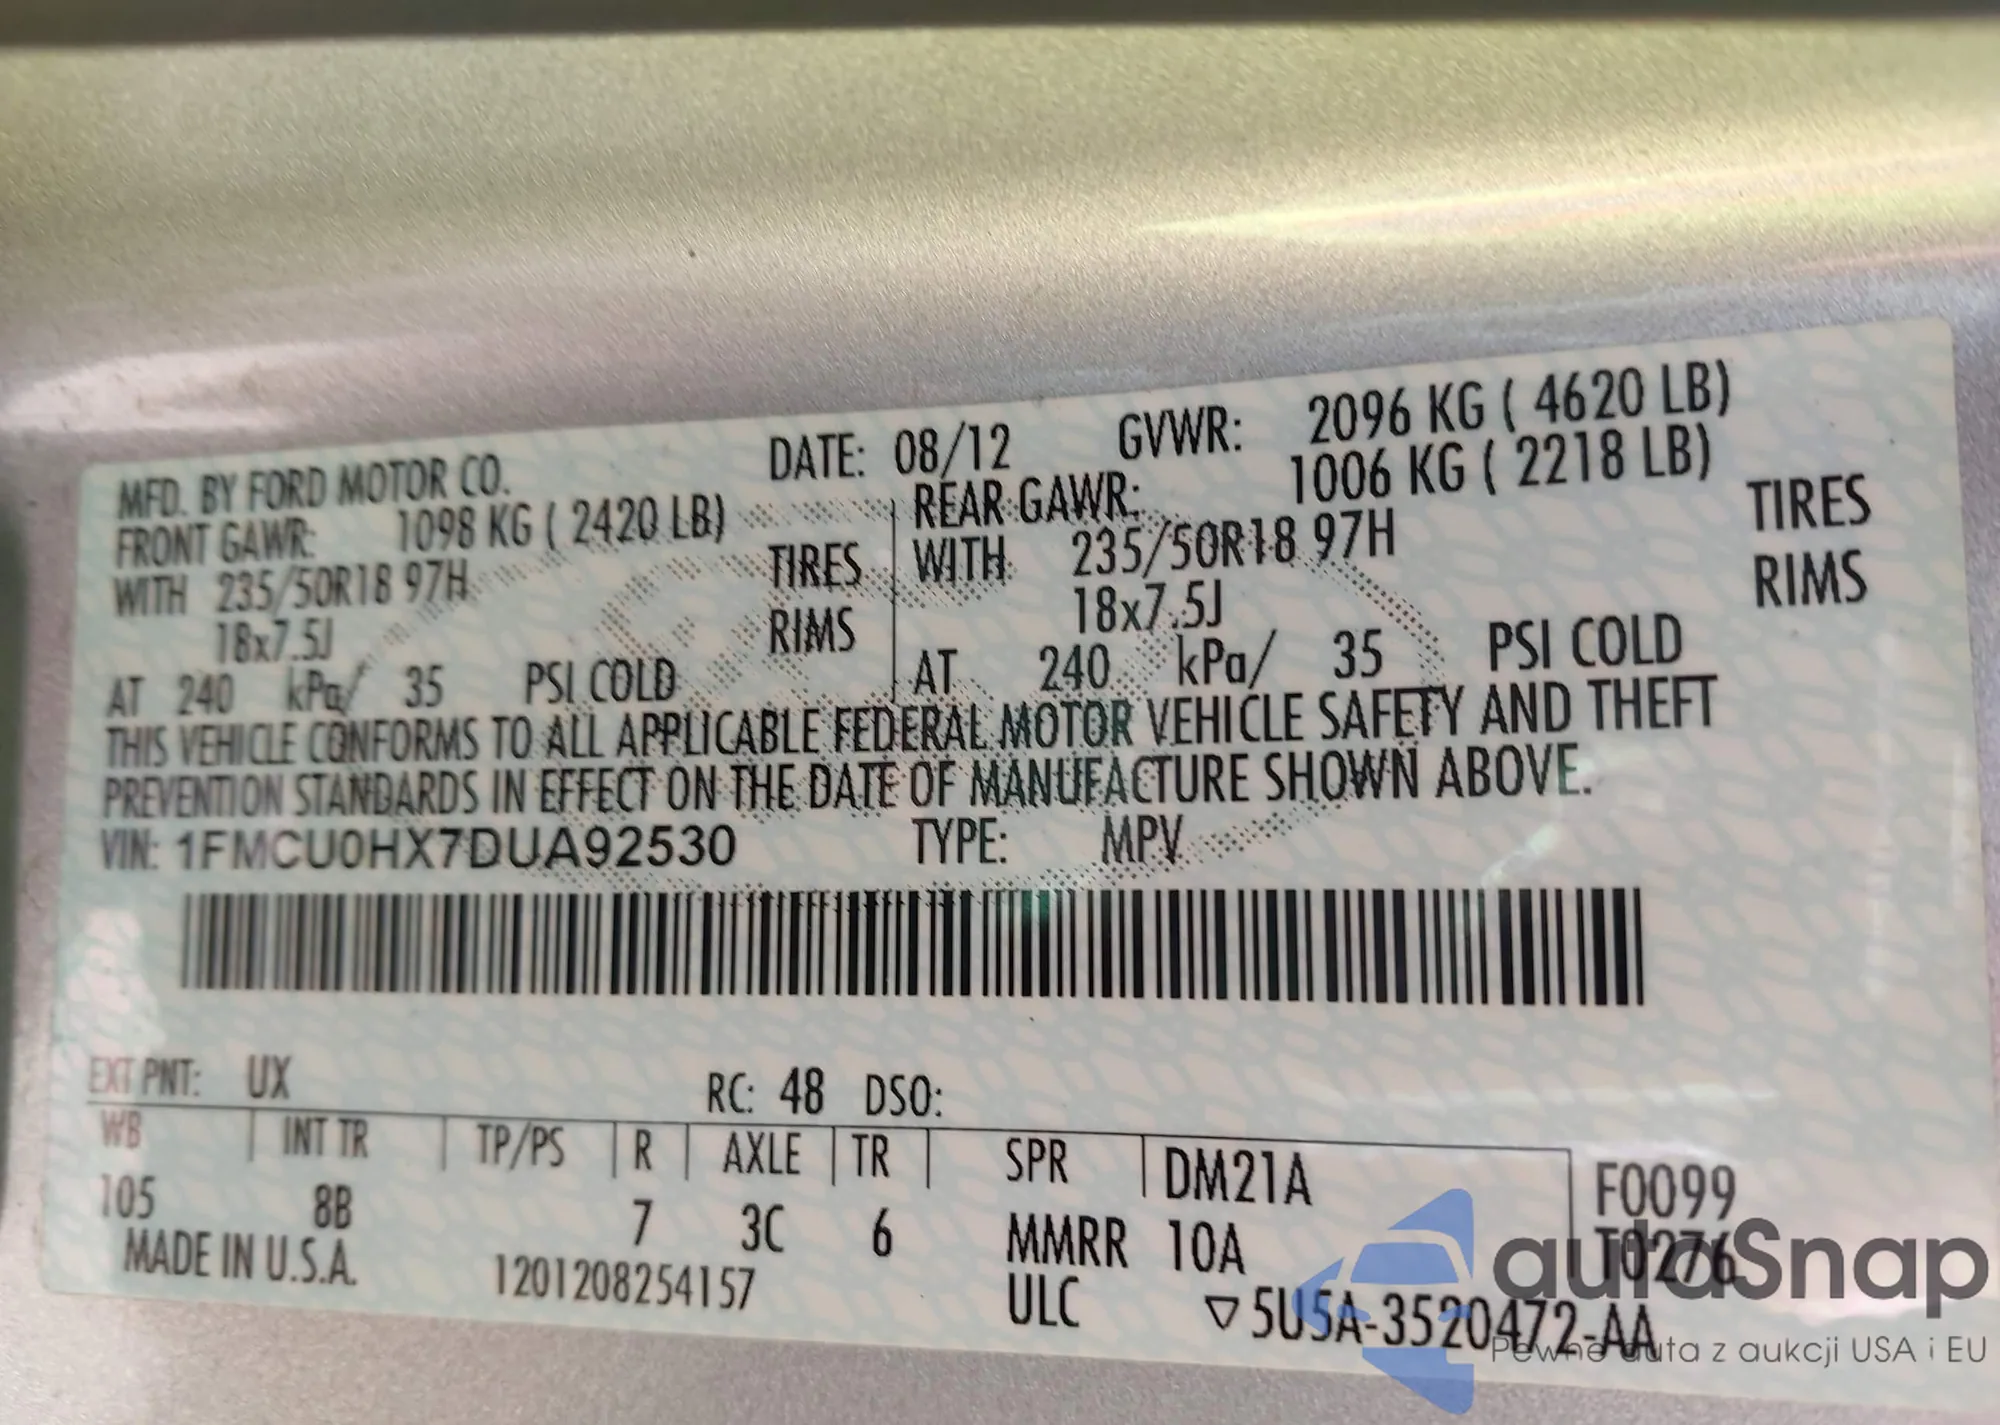 MFD. BY FORD MOTOR CO. DATE: 08/12 GVWR: 2096 KG ( 4620 LB)
FRONT GAWR: 1098 KG ( 2420 LB) REAR GAWR: 1006 KG ( 2218 LB)
WITH 235/50R18 97H TIRES WITH 235/50R18 97H TIRES
18x7.5J RIMS 18x7.5J RIMS
AT 240 kPa/ 35 PSI COLD AT 240 kPa/ 35 PSI COLD
THIS VEHICLE CONFORMS TO ALL APPLICABLE FEDERAL MOTOR VEHICLE SAFETY AND THEFT
PREVENTION STANDARDS IN EFFECT ON THE DATE OF MANUFACTURE SHOWN ABOVE.
VIN: 1FMCU0HX7DUA92530 TYPE: MPV
EXT PNT: UX RC: 48 DSO:
WB INT TR TP/PS R AXLE TR SPR DM21A F0099
105 8B 7 3C 6 MMRR 10A T0276
MADE IN U.S.A. 1201208254157 ULC ▽5U5A-3520472-AA
autaSnap
Pewne auta z aukcji USA i EU